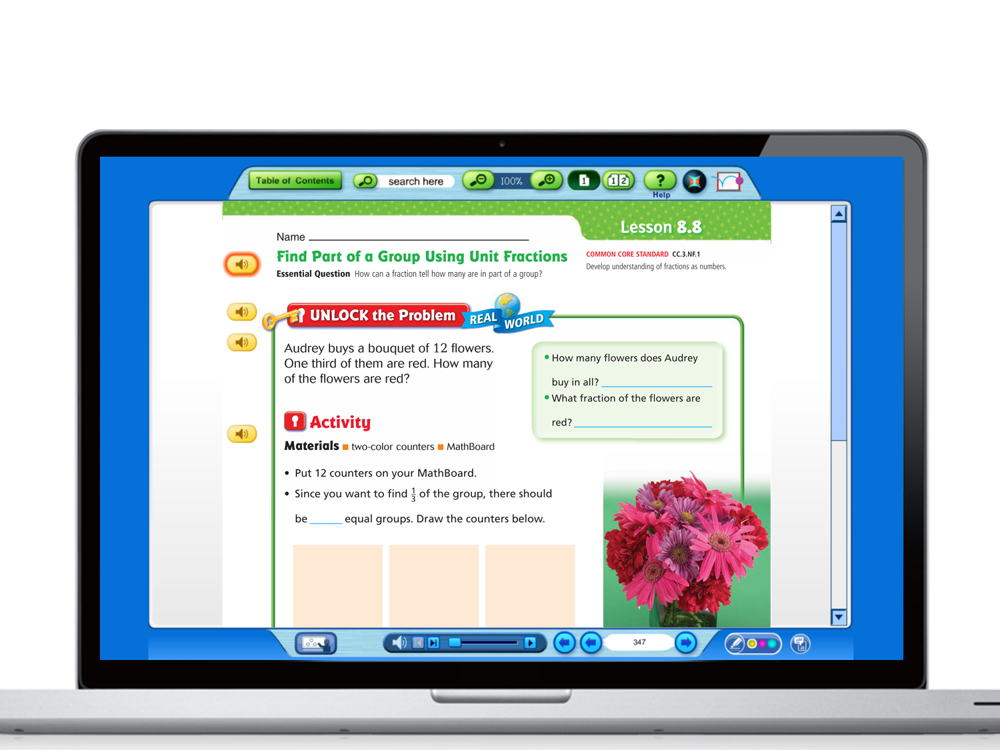 Table of Contents
search here
100%
1
1 2
?
Help
Lesson 8.8
Name
Find Part of a Group Using Unit Fractions
Essential Question How can a fraction tell how many are in part of a group?
COMMON CORE STANDARD CC.3.NF.1
Develop understanding of fractions as numbers.
UNLOCK the Problem
REAL WORLD
Audrey buys a bouquet of 12 flowers.
One third of them are red. How many
of the flowers are red?
• How many flowers does Audrey
buy in all?
• What fraction of the flowers are
red?
Activity
Materials ■ two-color counters ■ MathBoard
• Put 12 counters on your MathBoard.
• Since you want to find 1/3 of the group, there should
be ______ equal groups. Draw the counters below.
347